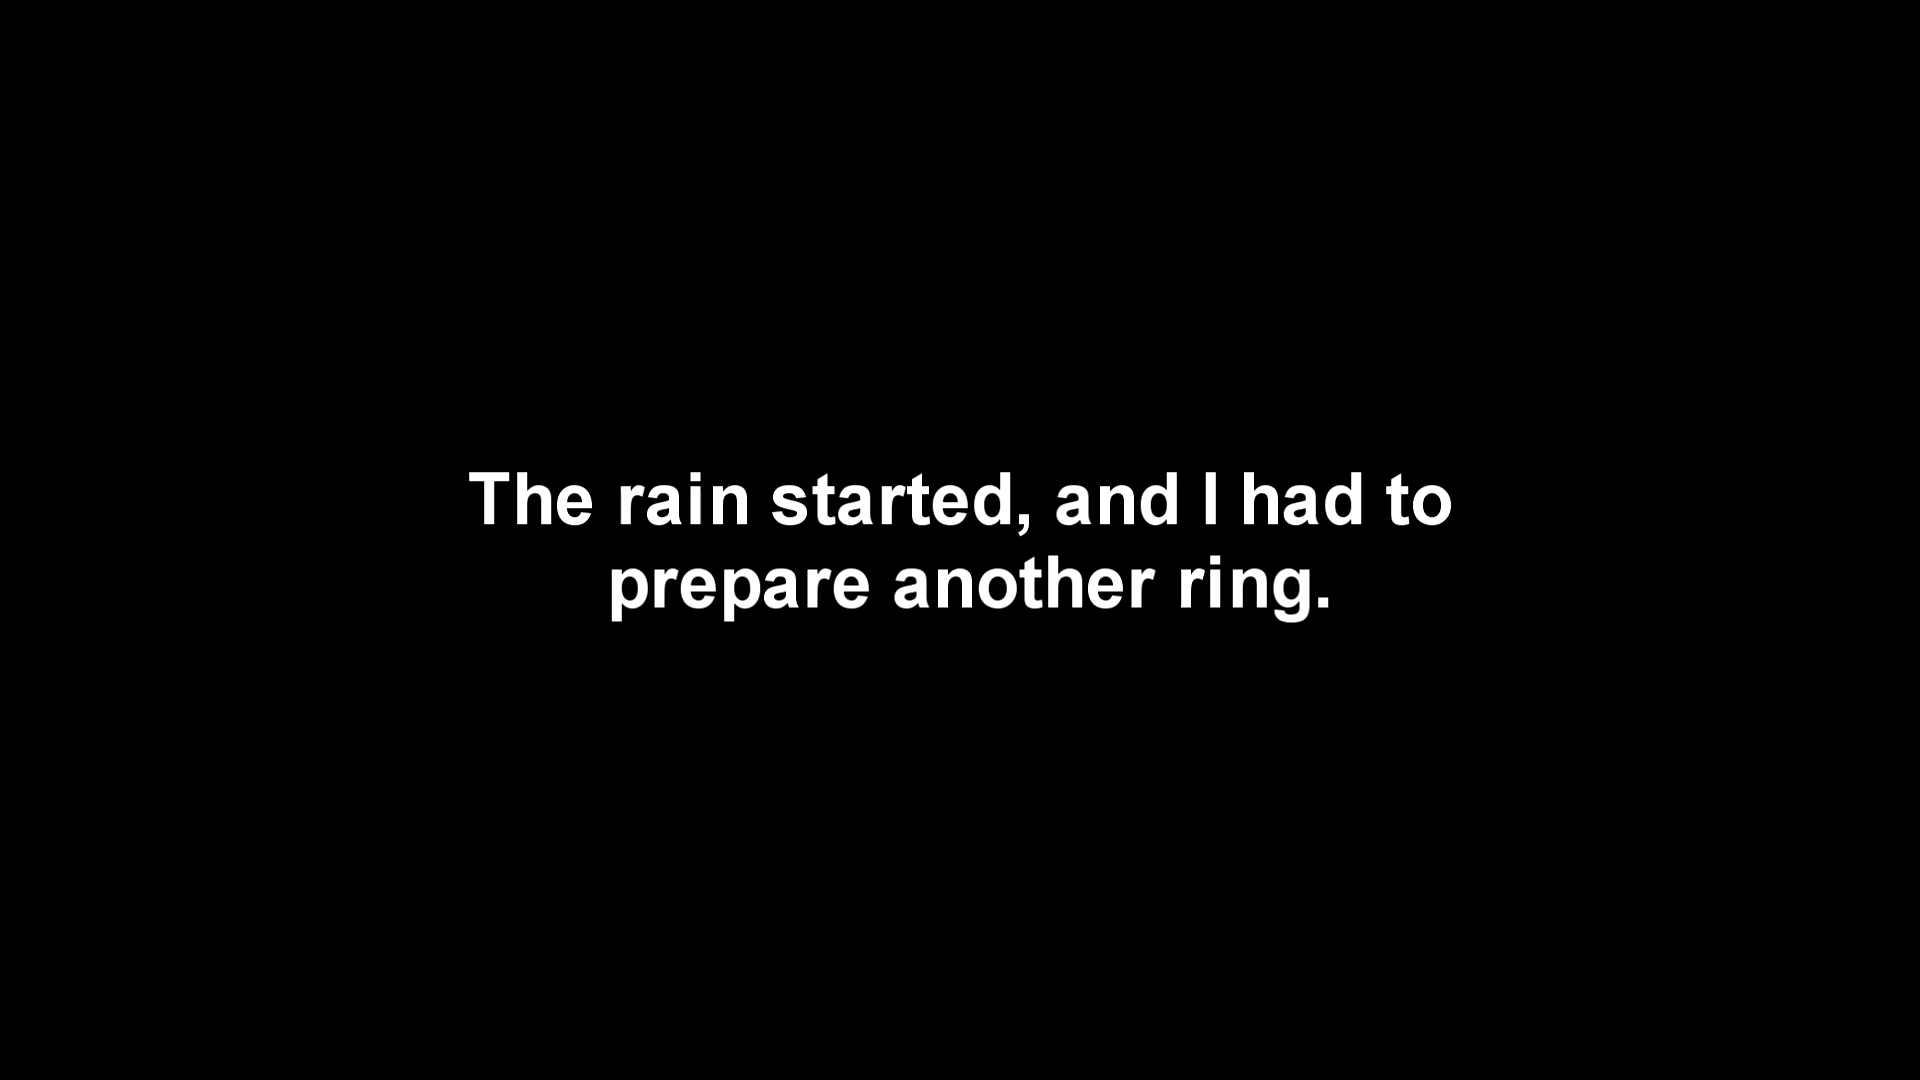 The rain started, and I had to
prepare another ring.